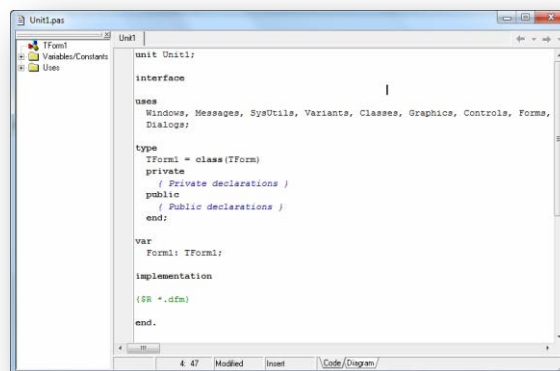 Unit1.pas
TForm1
Variables/Constants
Uses
Unit1
unit Unit1;
interface
uses
Windows, Messages, SysUtils, Variants, Classes, Graphics, Controls, Forms,
Dialogs;
type
TForm1 = class(TForm)
private
{ Private declarations }
public
{ Public declarations }
end;
var
Form1: TForm1;
implementation
{$R *.dfm}
end.
4: 47 Modified Insert Code Diagram